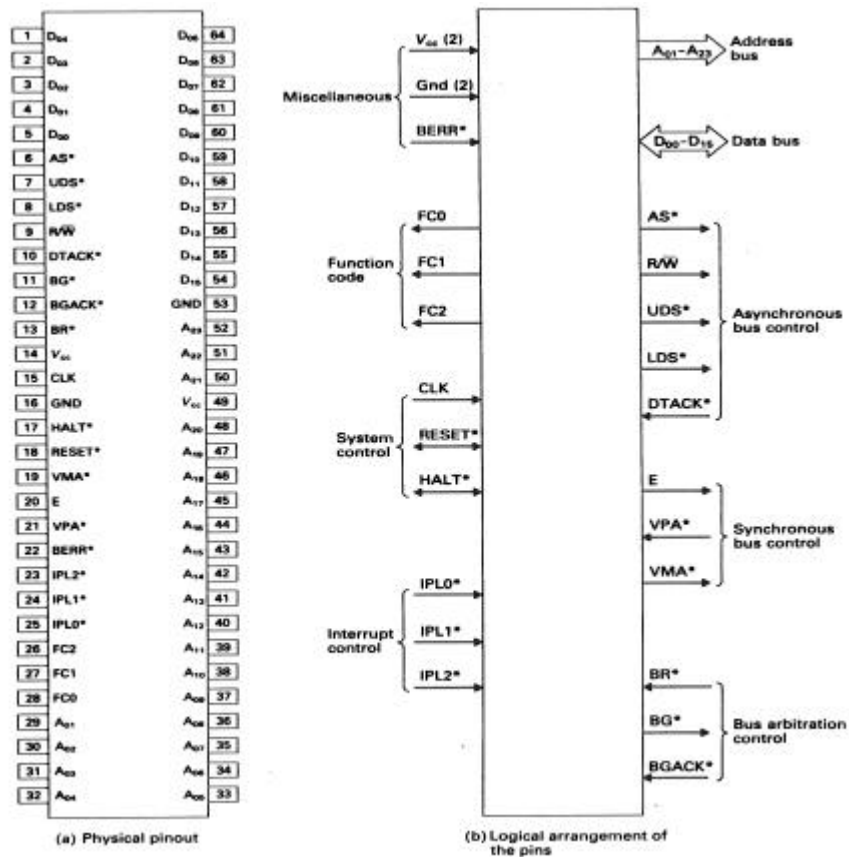 1 D₀₄ D₀₅ 64
2 D₀₃ D₀₆ 63
3 D₀₂ D₀₇ 62
4 D₀₁ D₀₈ 61
5 D₀₀ D₀₉ 60
6 AS* D₁₀ 59
7 UDS* D₁₁ 58
8 LDS* D₁₂ 57
9 R/W̅ D₁₃ 56
10 DTACK* D₁₄ 55
11 BG* D₁₅ 54
12 BGACK* GND 53
13 BR* A₂₃ 52
14 Vcc A₂₂ 51
15 CLK A₂₁ 50
16 GND Vcc 49
17 HALT* A₂₀ 48
18 RESET* A₁₉ 47
19 VMA* A₁₈ 46
20 E A₁₇ 45
21 VPA* A₁₆ 44
22 BERR* A₁₅ 43
23 IPL2* A₁₄ 42
24 IPL1* A₁₃ 41
25 IPL0* A₁₂ 40
26 FC2 A₁₁ 39
27 FC1 A₁₀ 38
28 FC0 A₀₉ 37
29 A₀₁ A₀₈ 36
30 A₀₂ A₀₇ 35
31 A₀₃ A₀₆ 34
32 A₀₄ A₀₅ 33
(a) Physical pinout
Miscellaneous
Vcc (2)
Gnd (2)
BERR*
Function
code
FC0
FC1
FC2
System
control
CLK
RESET*
HALT*
Interrupt
control
IPL0*
IPL1*
IPL2*
A₀₁–A₂₃
Address
bus
D₀₀–D₁₅
Data bus
AS*
R/W̅
UDS*
LDS*
DTACK*
Asynchronous
bus control
E
VPA*
VMA*
Synchronous
bus control
BR*
BG*
BGACK*
Bus arbitration
control
(b) Logical arrangement of
the pins